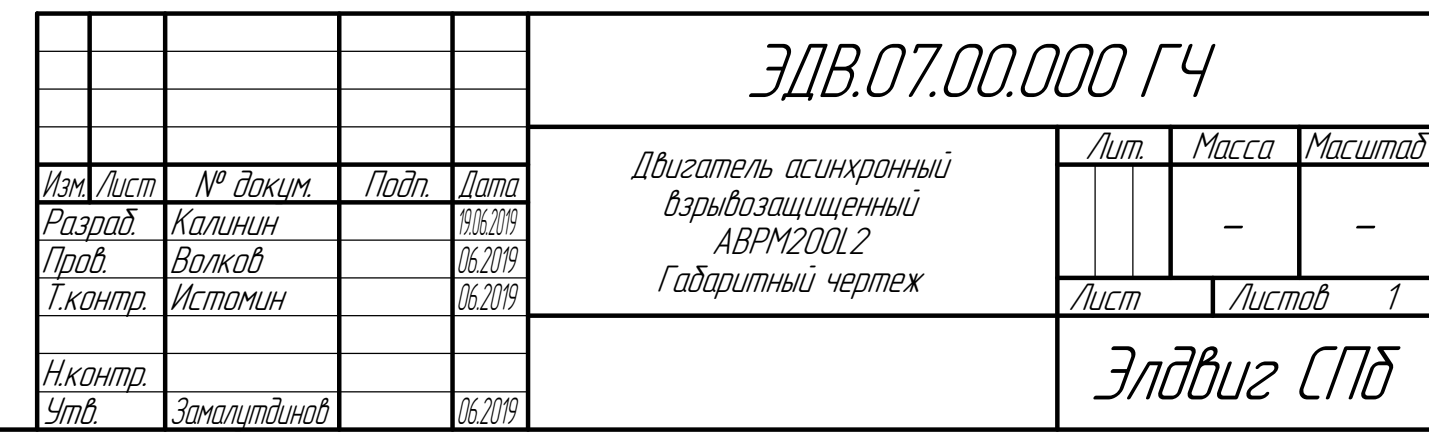 ЭДВ.07.00.000 ГЧ
Двигатель асинхронный
взрывозащищенный
АВРМ200L2
Габаритный чертеж
Лит. Масса Масштаб
– –
Лист Листов 1
Элдвиг СПб
Изм. Лист № докум. Подп. Дата
Разраб. Калинин 19.06.2019
Пров. Волков 06.2019
Т.контр. Истомин 06.2019
Н.контр.
Утв. Замалутдинов 06.2019